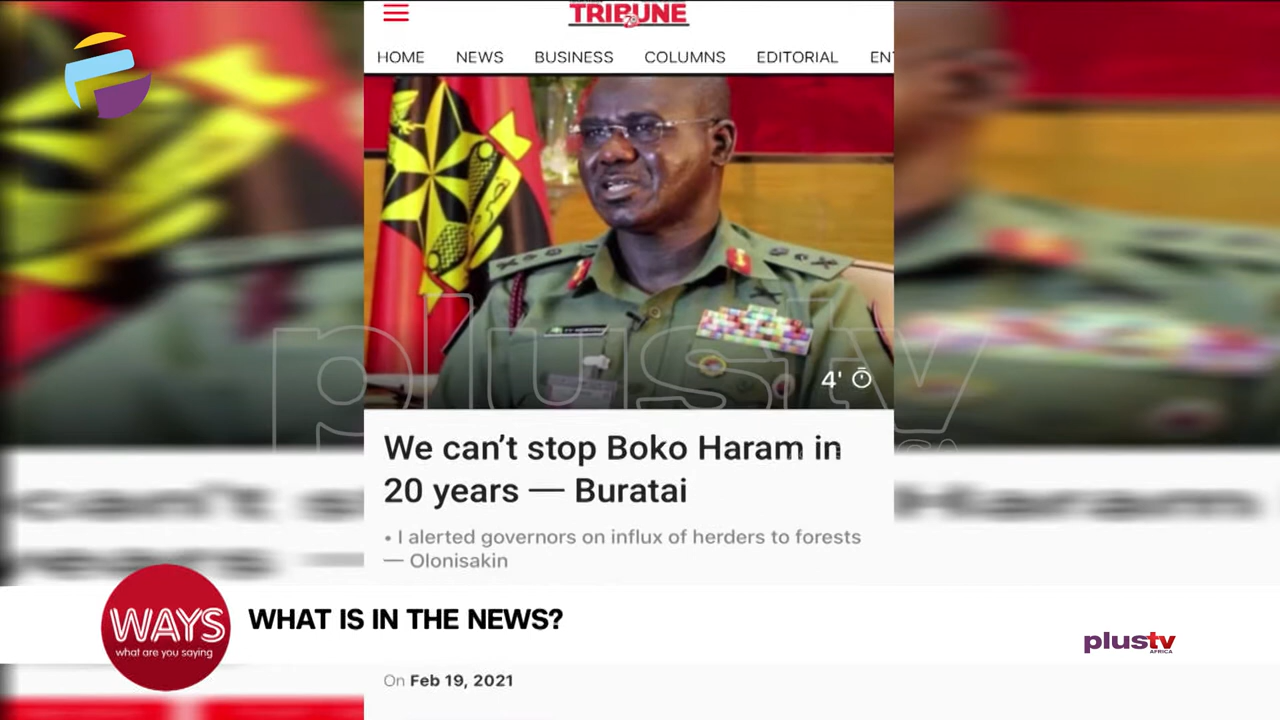 TRIBUNE
HOME NEWS BUSINESS COLUMNS EDITORIAL EN
plustv
4'
We can't stop Boko Haram in
20 years — Buratai
• I alerted governors on influx of herders to forests
— Olonisakin
WAYS
what are you saying
WHAT IS IN THE NEWS?
plustv
AFRICA
On Feb 19, 2021